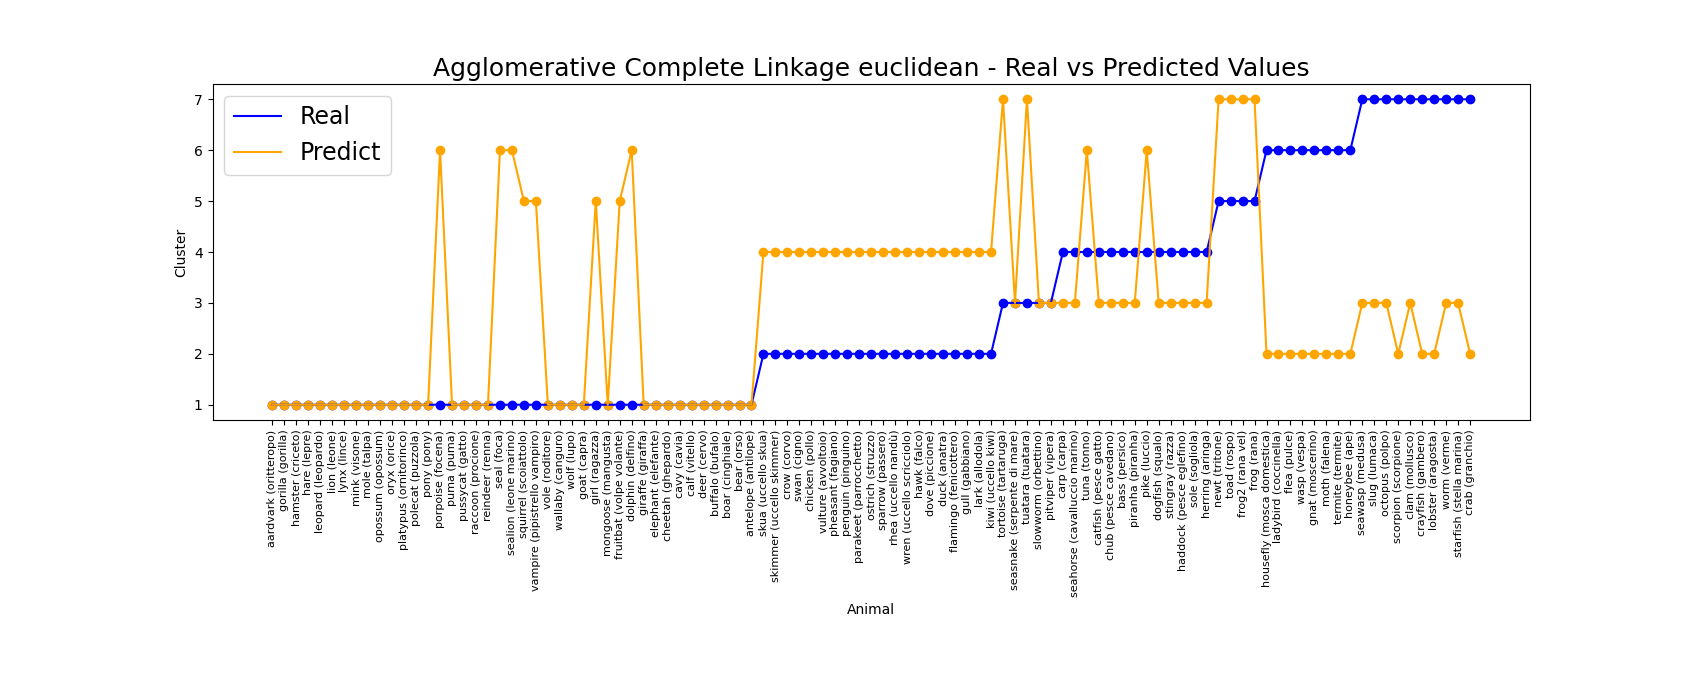 Agglomerative Complete Linkage euclidean - Real vs Predicted Values
Real
Predict
7
6
5
4
3
2
1
Cluster
aardvark (oritteropo)
gorilla (gorilla)
hamster (criceto)
hare (lepre)
leopardo (leopardo)
lion (leone)
lynx (lince)
mink (visone)
mole (talpa)
opossum (opossum)
oryx (orice)
platypus (ornitorinco)
polecat (puzzola)
pony (pony)
porpoise (focena)
puma (puma)
pussycat (gatto)
raccoon (procione)
reindeer (renna)
seal (foca)
sealion (leone marino)
squirrel (scoiattolo)
vampire (pipistrello vampiro)
vole (roditore)
wallaby (canguro)
wolf (lupo)
goat (capra)
girl (ragazza)
mongoose (mangusta)
fruitbat (volpe volante)
dolphin (delfino)
giraffe (giraffa)
elephant (elefante)
cheetah (ghepardo)
cavy (cavia)
calf (vitello)
deer (cervo)
buffalo (bufalo)
boar (cinghiale)
bear (orso)
antelope (antilope)
skua (uccello skua)
skimmer (uccello skimmer)
crow (corvo)
swan (cigno)
chicken (pollo)
vulture (avvoltoio)
pheasant (fagiano)
penguin (pinguino)
parakeet (parrocchetto)
ostrich (struzzo)
sparrow (passero)
rhea (uccello nandù)
wren (uccello scricciolo)
hawk (falco)
dove (piccione)
duck (anatra)
flamingo (fenicottero)
gull (gabbiano)
lark (allodola)
kiwi (uccello kiwi)
tortoise (tartaruga)
seasnake (serpente di mare)
tuatara (tuatara)
slowworm (orbettino)
pitviper (vipera)
carp (carpa)
seahorse (cavalluccio marino)
tuna (tonno)
catfish (pesce gatto)
chub (pesce cavedano)
bass (persico)
piranha (piranha)
pike (luccio)
dogfish (squalo)
stingray (razza)
haddock (pesce eglefino)
sole (sogliola)
herring (aringa)
newt (tritone)
toad (rospo)
frog2 (rana vel)
frog (rana)
housefly (mosca domestica)
ladybird (coccinella)
flea (pulce)
wasp (vespa)
gnat (moscerino)
moth (falena)
termite (termite)
honeybee (ape)
seawasp (medusa)
slug (lumaca)
octopus (polpo)
scorpion (scorpione)
clam (mollusco)
crayfish (gambero)
lobster (aragosta)
worm (verme)
starfish (stella marina)
crab (granchio)
Animal